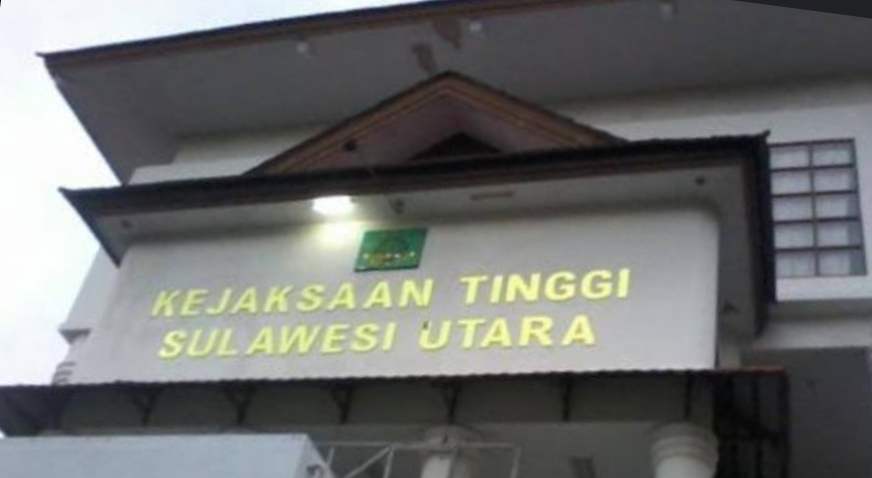 KEJAKSAAN TINGGI
SULAWESI UTARA